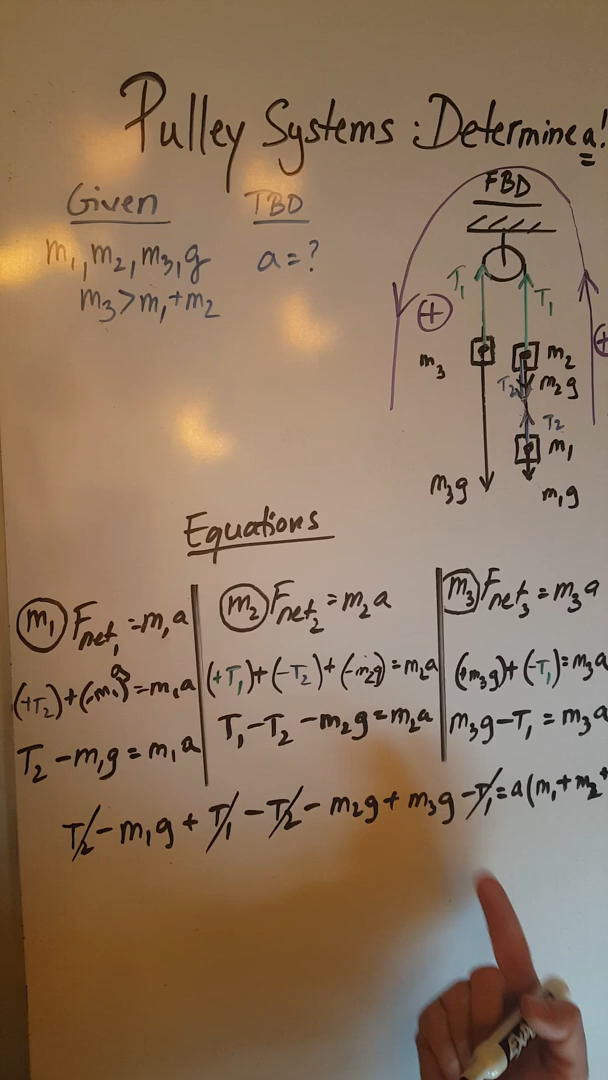 Pulley Systems: Determine a!
Given
m₁, m₂, m₃, g
m₃ > m₁ + m₂
TBD
a = ?
FBD
T₁
T₁
+
+
m₃
m₂
T₂
m₂g
T₂
m₁
m₃g
m₁g
Equations
m₁ Fnet₁ = m₁a
(+T₂)+(-m₁g) = m₁a
T₂ - m₁g = m₁a
m₂ Fnet₂ = m₂a
(+T₁)+(-T₂)+(-m₂g) = m₂a
T₁ - T₂ - m₂g = m₂a
m₃ Fnet₃ = m₃a
(+m₃g)+(-T₁) = m₃a
m₃g - T₁ = m₃a
T₂ - m₁g + T₁ - T₂ - m₂g + m₃g - T₁ = a(m₁ + m₂ +
EXPO